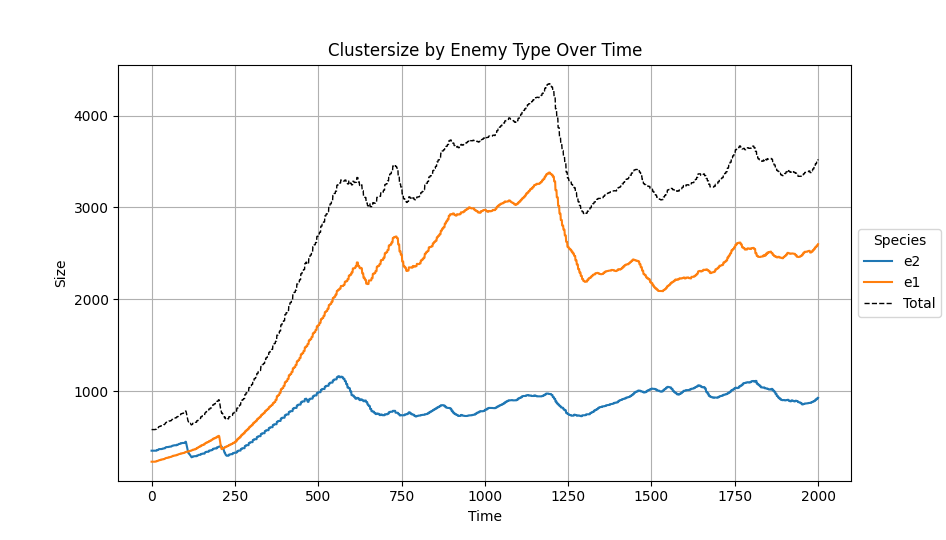 Clustersize by Enemy Type Over Time
Size
4000
3000
2000
1000
0 250 500 750 1000 1250 1500 1750 2000
Time
Species
e2
e1
Total